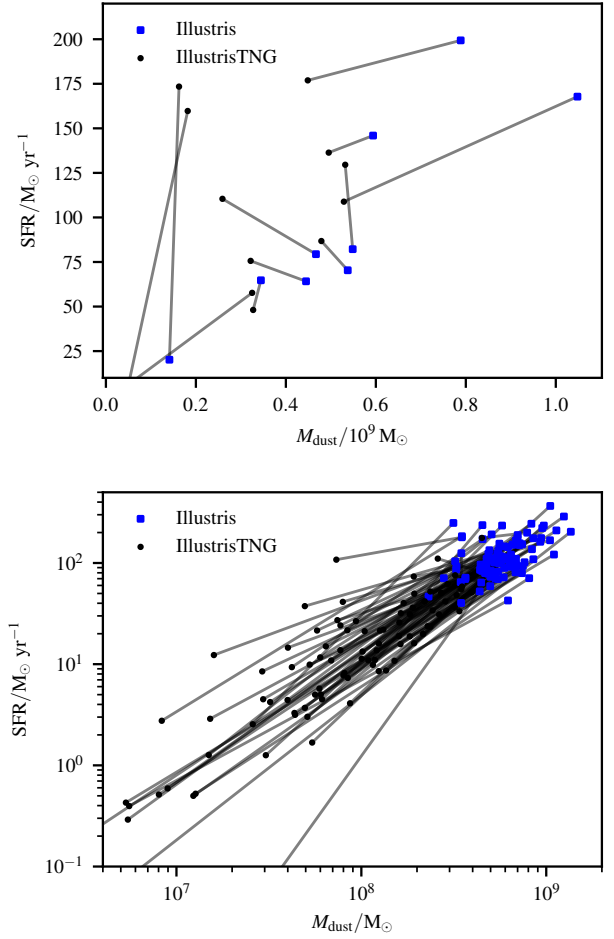 Illustris
IllustrisTNG
200
175
150
125
100
75
50
25
SFR/M⊙ yr⁻¹
0.0 0.2 0.4 0.6 0.8 1.0
M_dust/10⁹ M⊙
Illustris
IllustrisTNG
10²
10¹
10⁰
10⁻¹
SFR/M⊙ yr⁻¹
10⁷ 10⁸ 10⁹
M_dust/M⊙